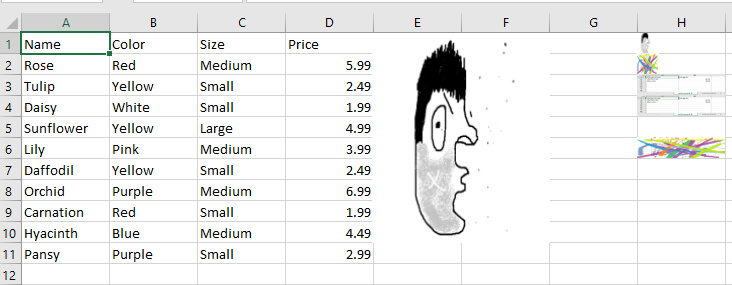 A B C D E F G H
1 Name Color Size Price
2 Rose Red Medium 5.99
3 Tulip Yellow Small 2.49
4 Daisy White Small 1.99
5 Sunflower Yellow Large 4.99
6 Lily Pink Medium 3.99
7 Daffodil Yellow Small 2.49
8 Orchid Purple Medium 6.99
9 Carnation Red Small 1.99
10 Hyacinth Blue Medium 4.49
11 Pansy Purple Small 2.99
12